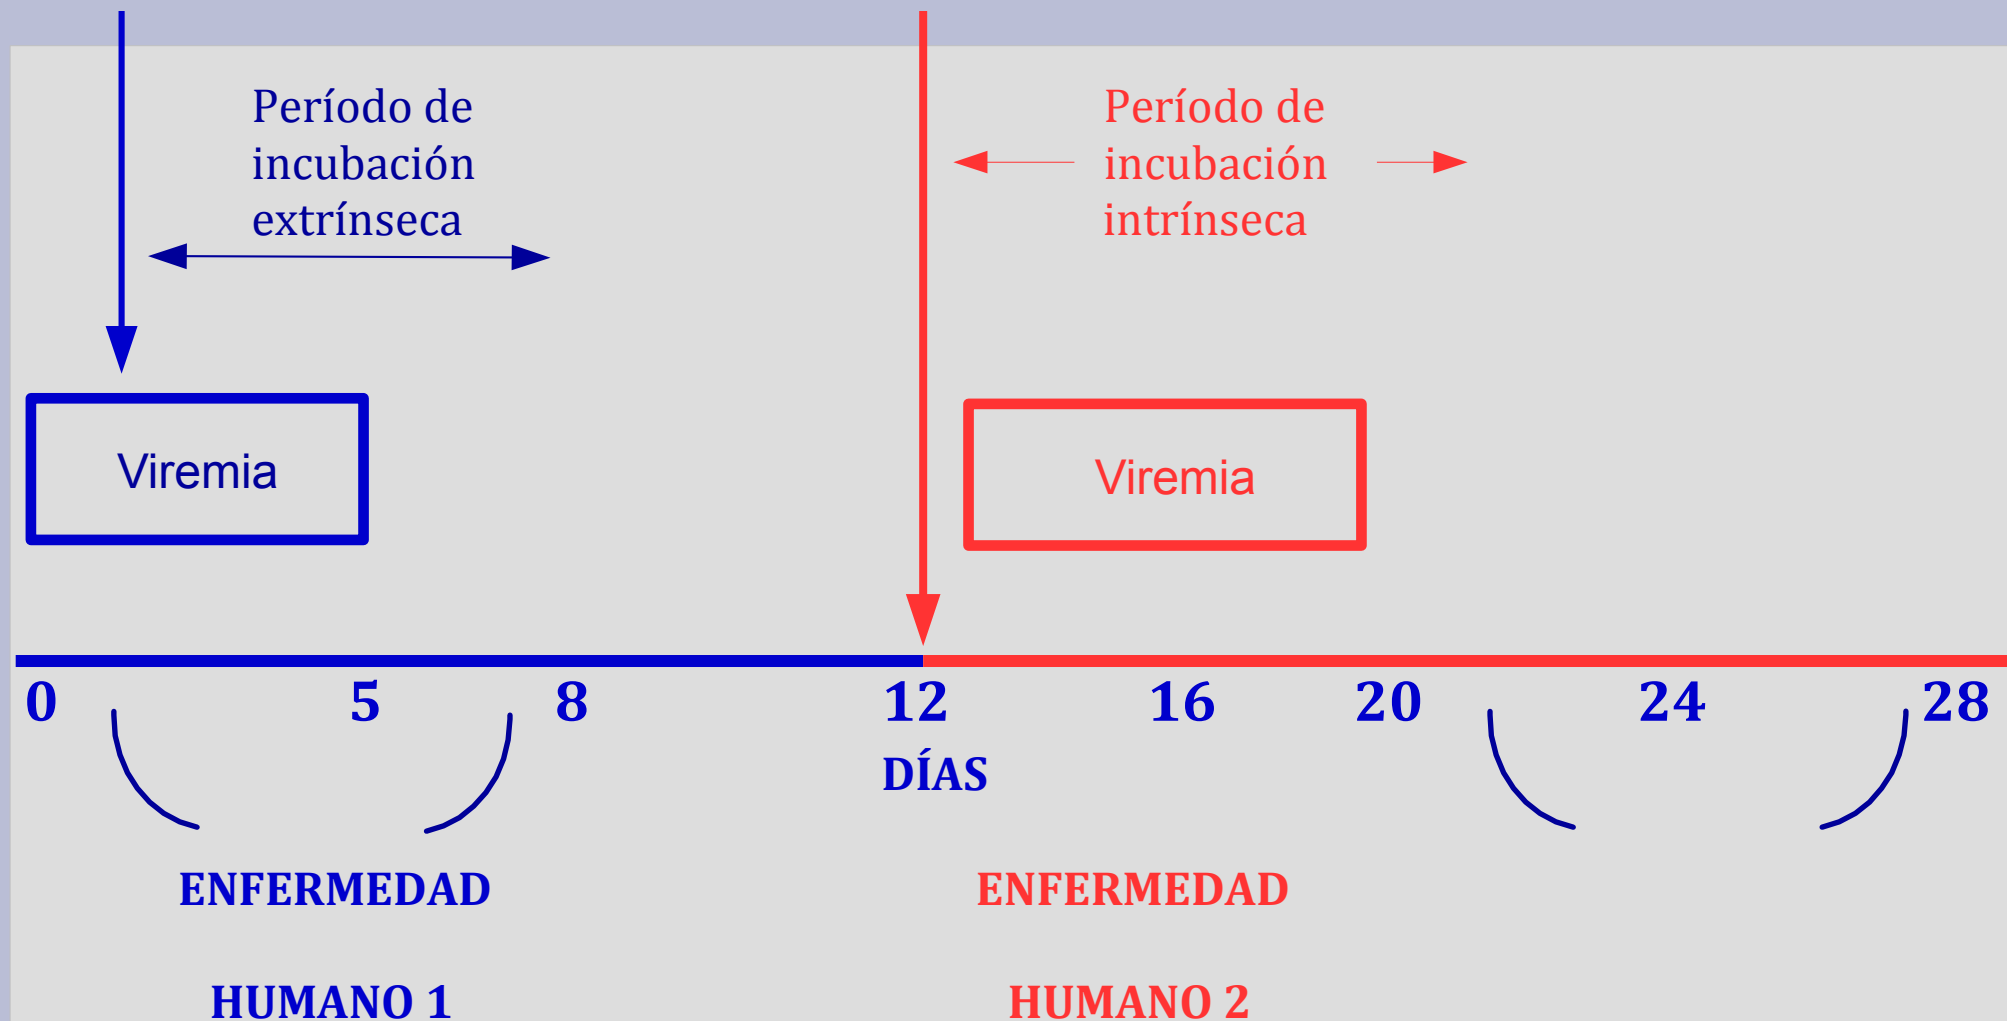 Período de
incubación
extrínseca
Período de
incubación
intrínseca
Viremia
Viremia
0 5 8 12 16 20 24 28
DÍAS
ENFERMEDAD
ENFERMEDAD
HUMANO 1
HUMANO 2